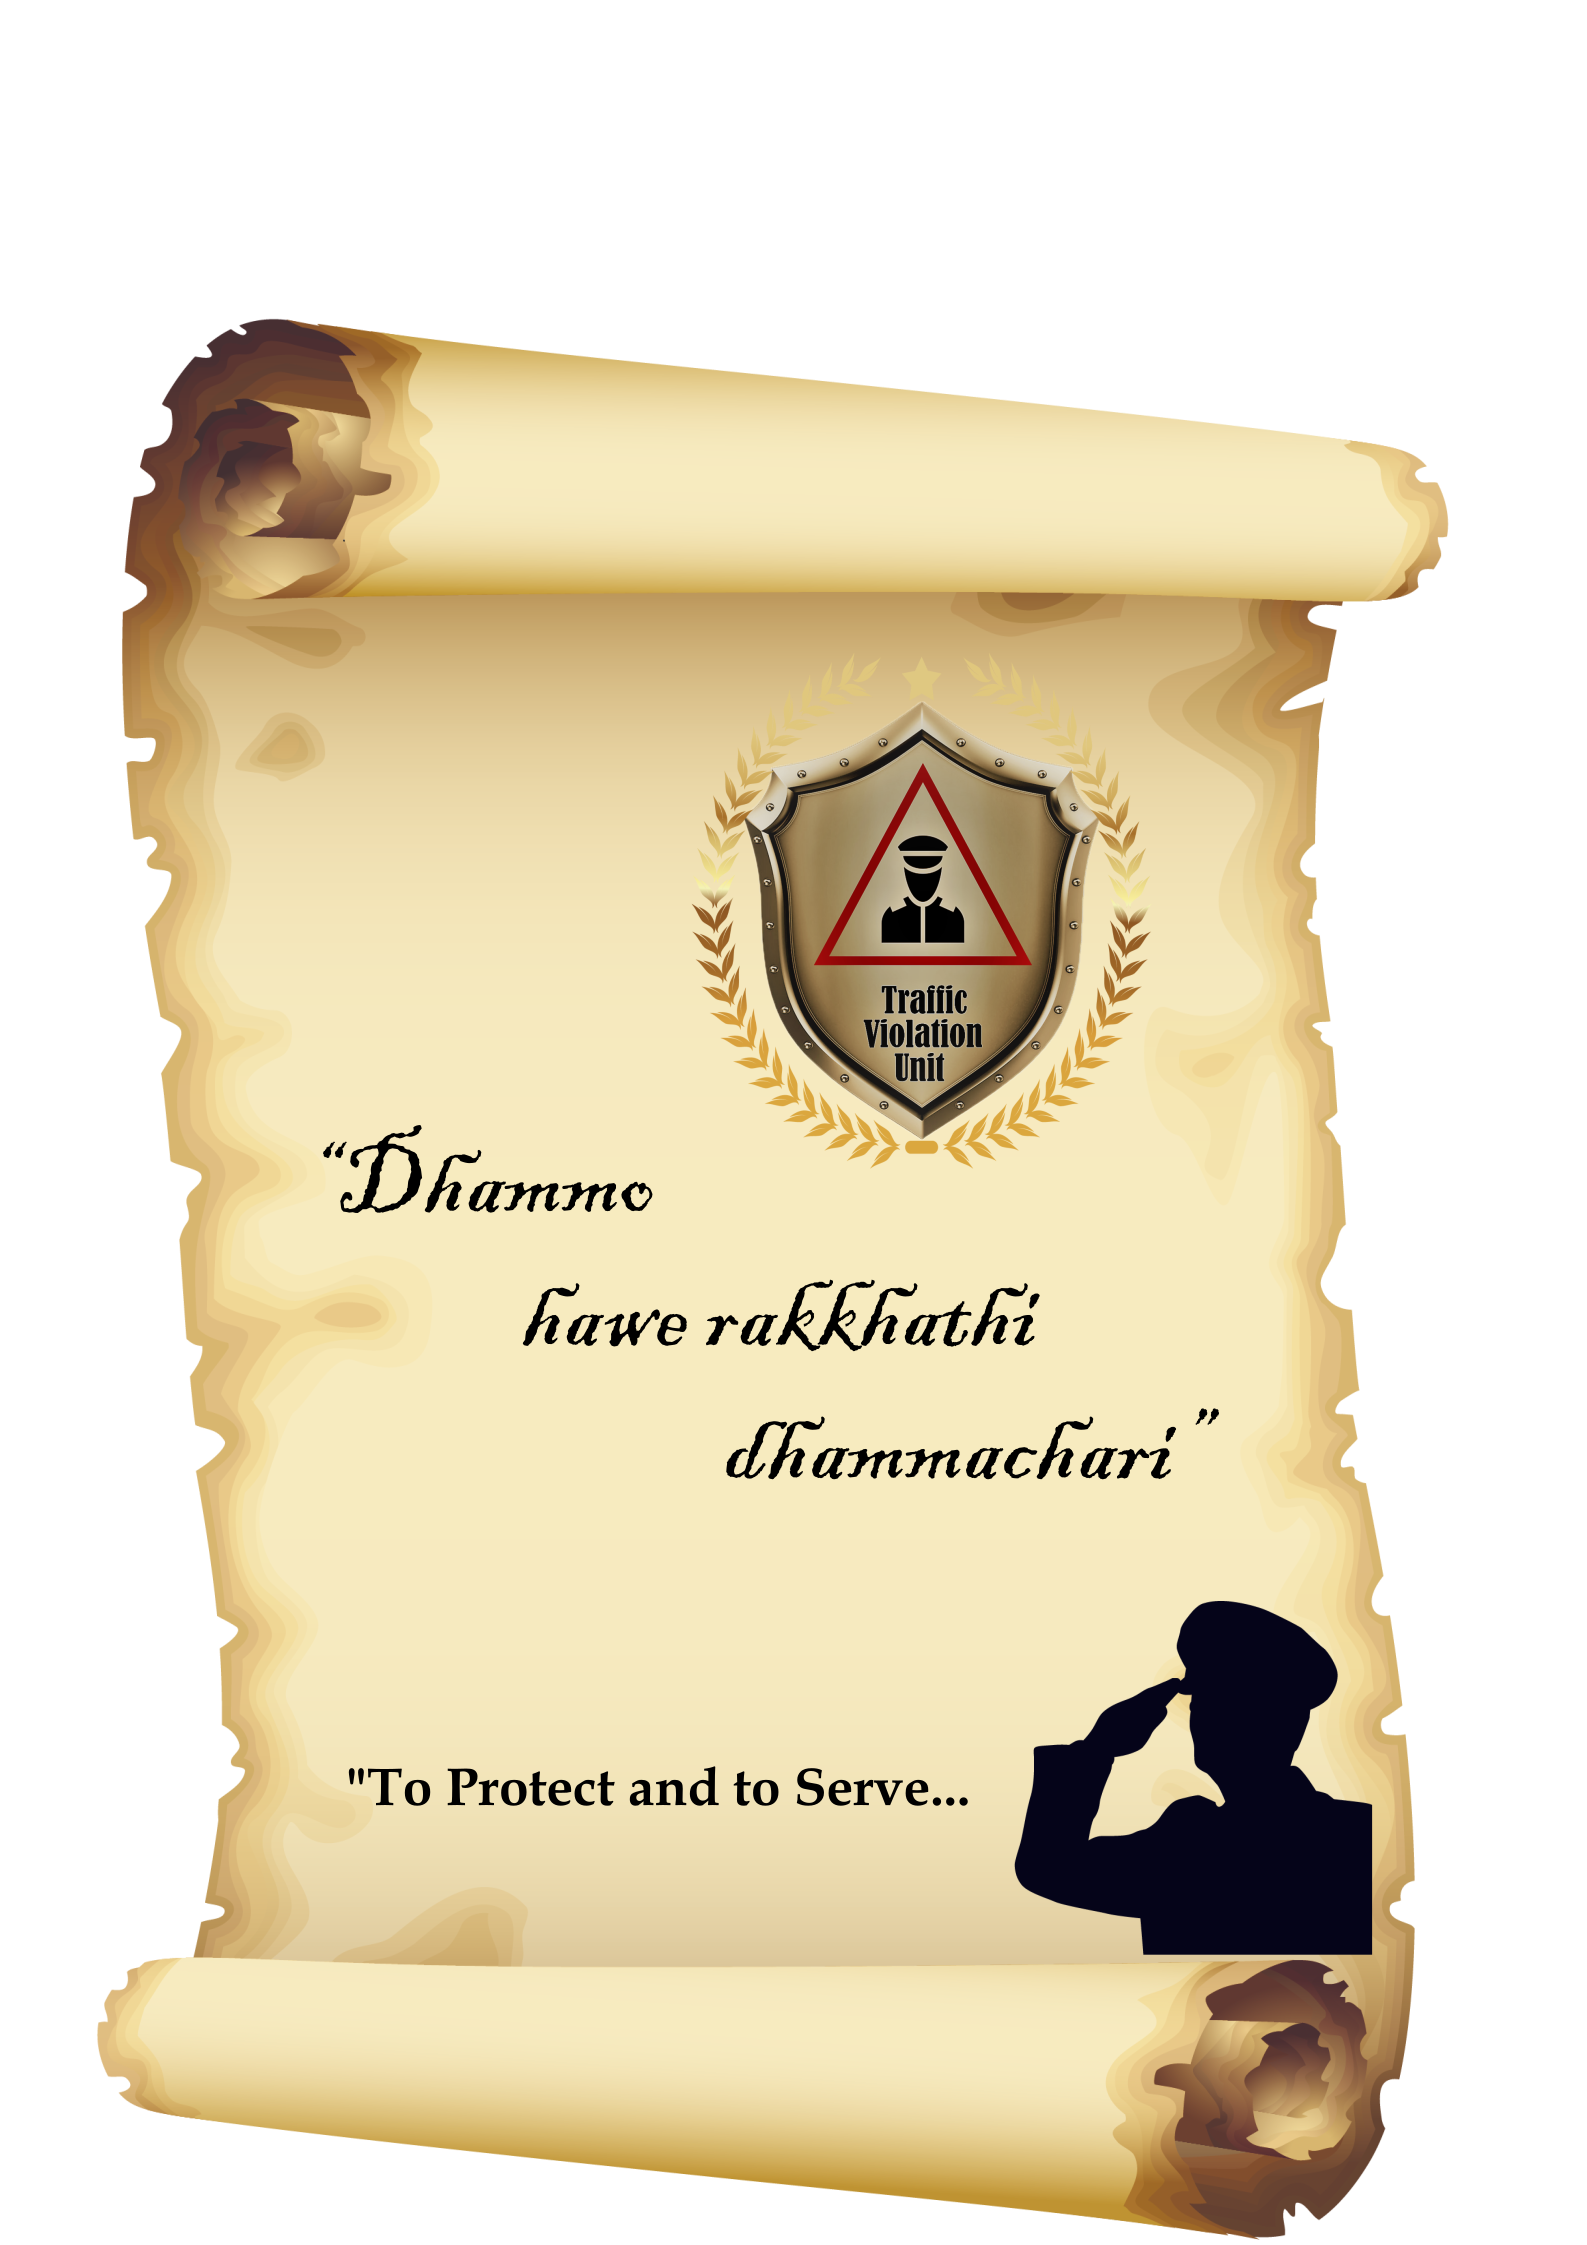 Traffic
Violation
Unit
“Dhammo
hawe rakkhathi
dhammachari”
"To Protect and to Serve...